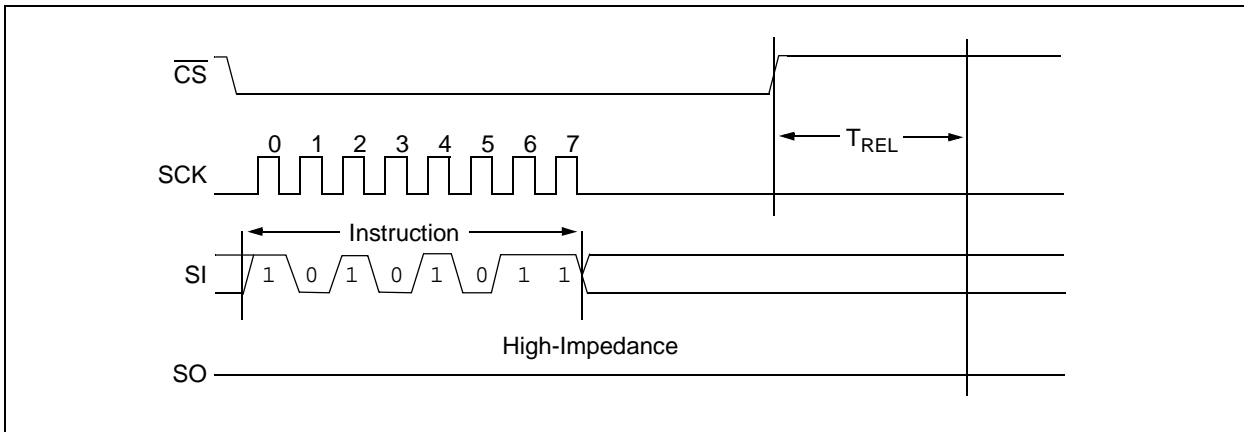 CS
0 1 2 3 4 5 6 7
TREL
SCK
Instruction
SI 1 0 1 0 1 0 1 1
High-Impedance
SO